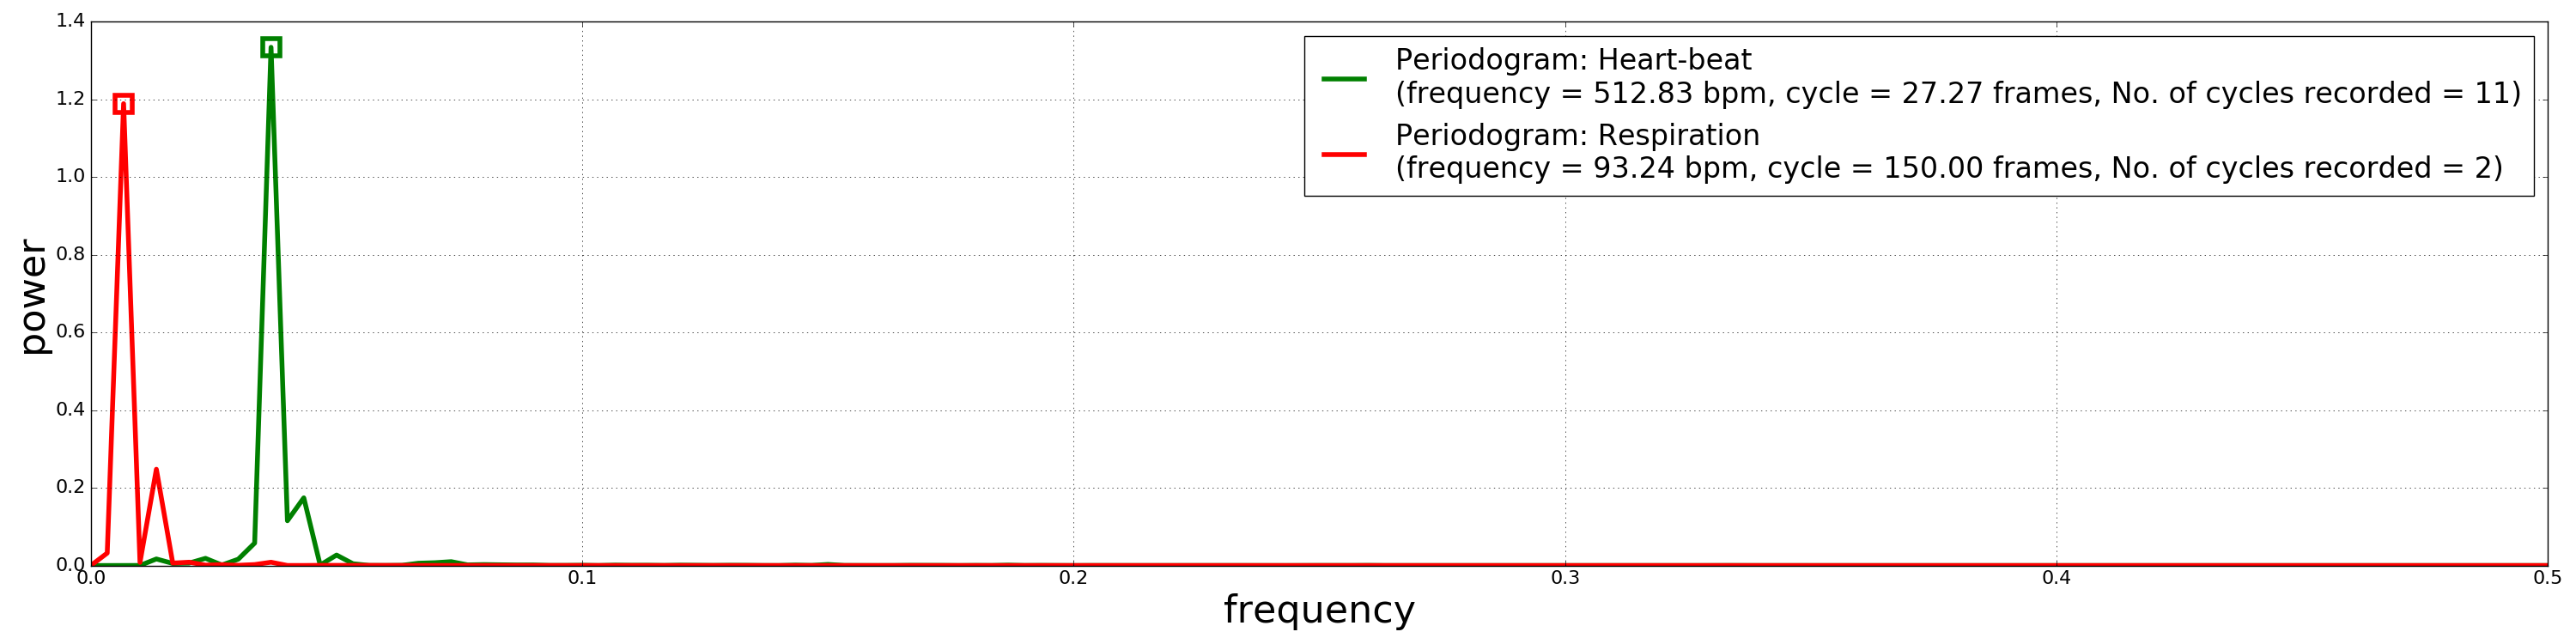 1.4
1.2
1.0
0.8
0.6
0.4
0.2
0.0
power
Periodogram: Heart-beat
(frequency = 512.83 bpm, cycle = 27.27 frames, No. of cycles recorded = 11)
Periodogram: Respiration
(frequency = 93.24 bpm, cycle = 150.00 frames, No. of cycles recorded = 2)
0.0 0.1 0.2 0.3 0.4 0.5
frequency